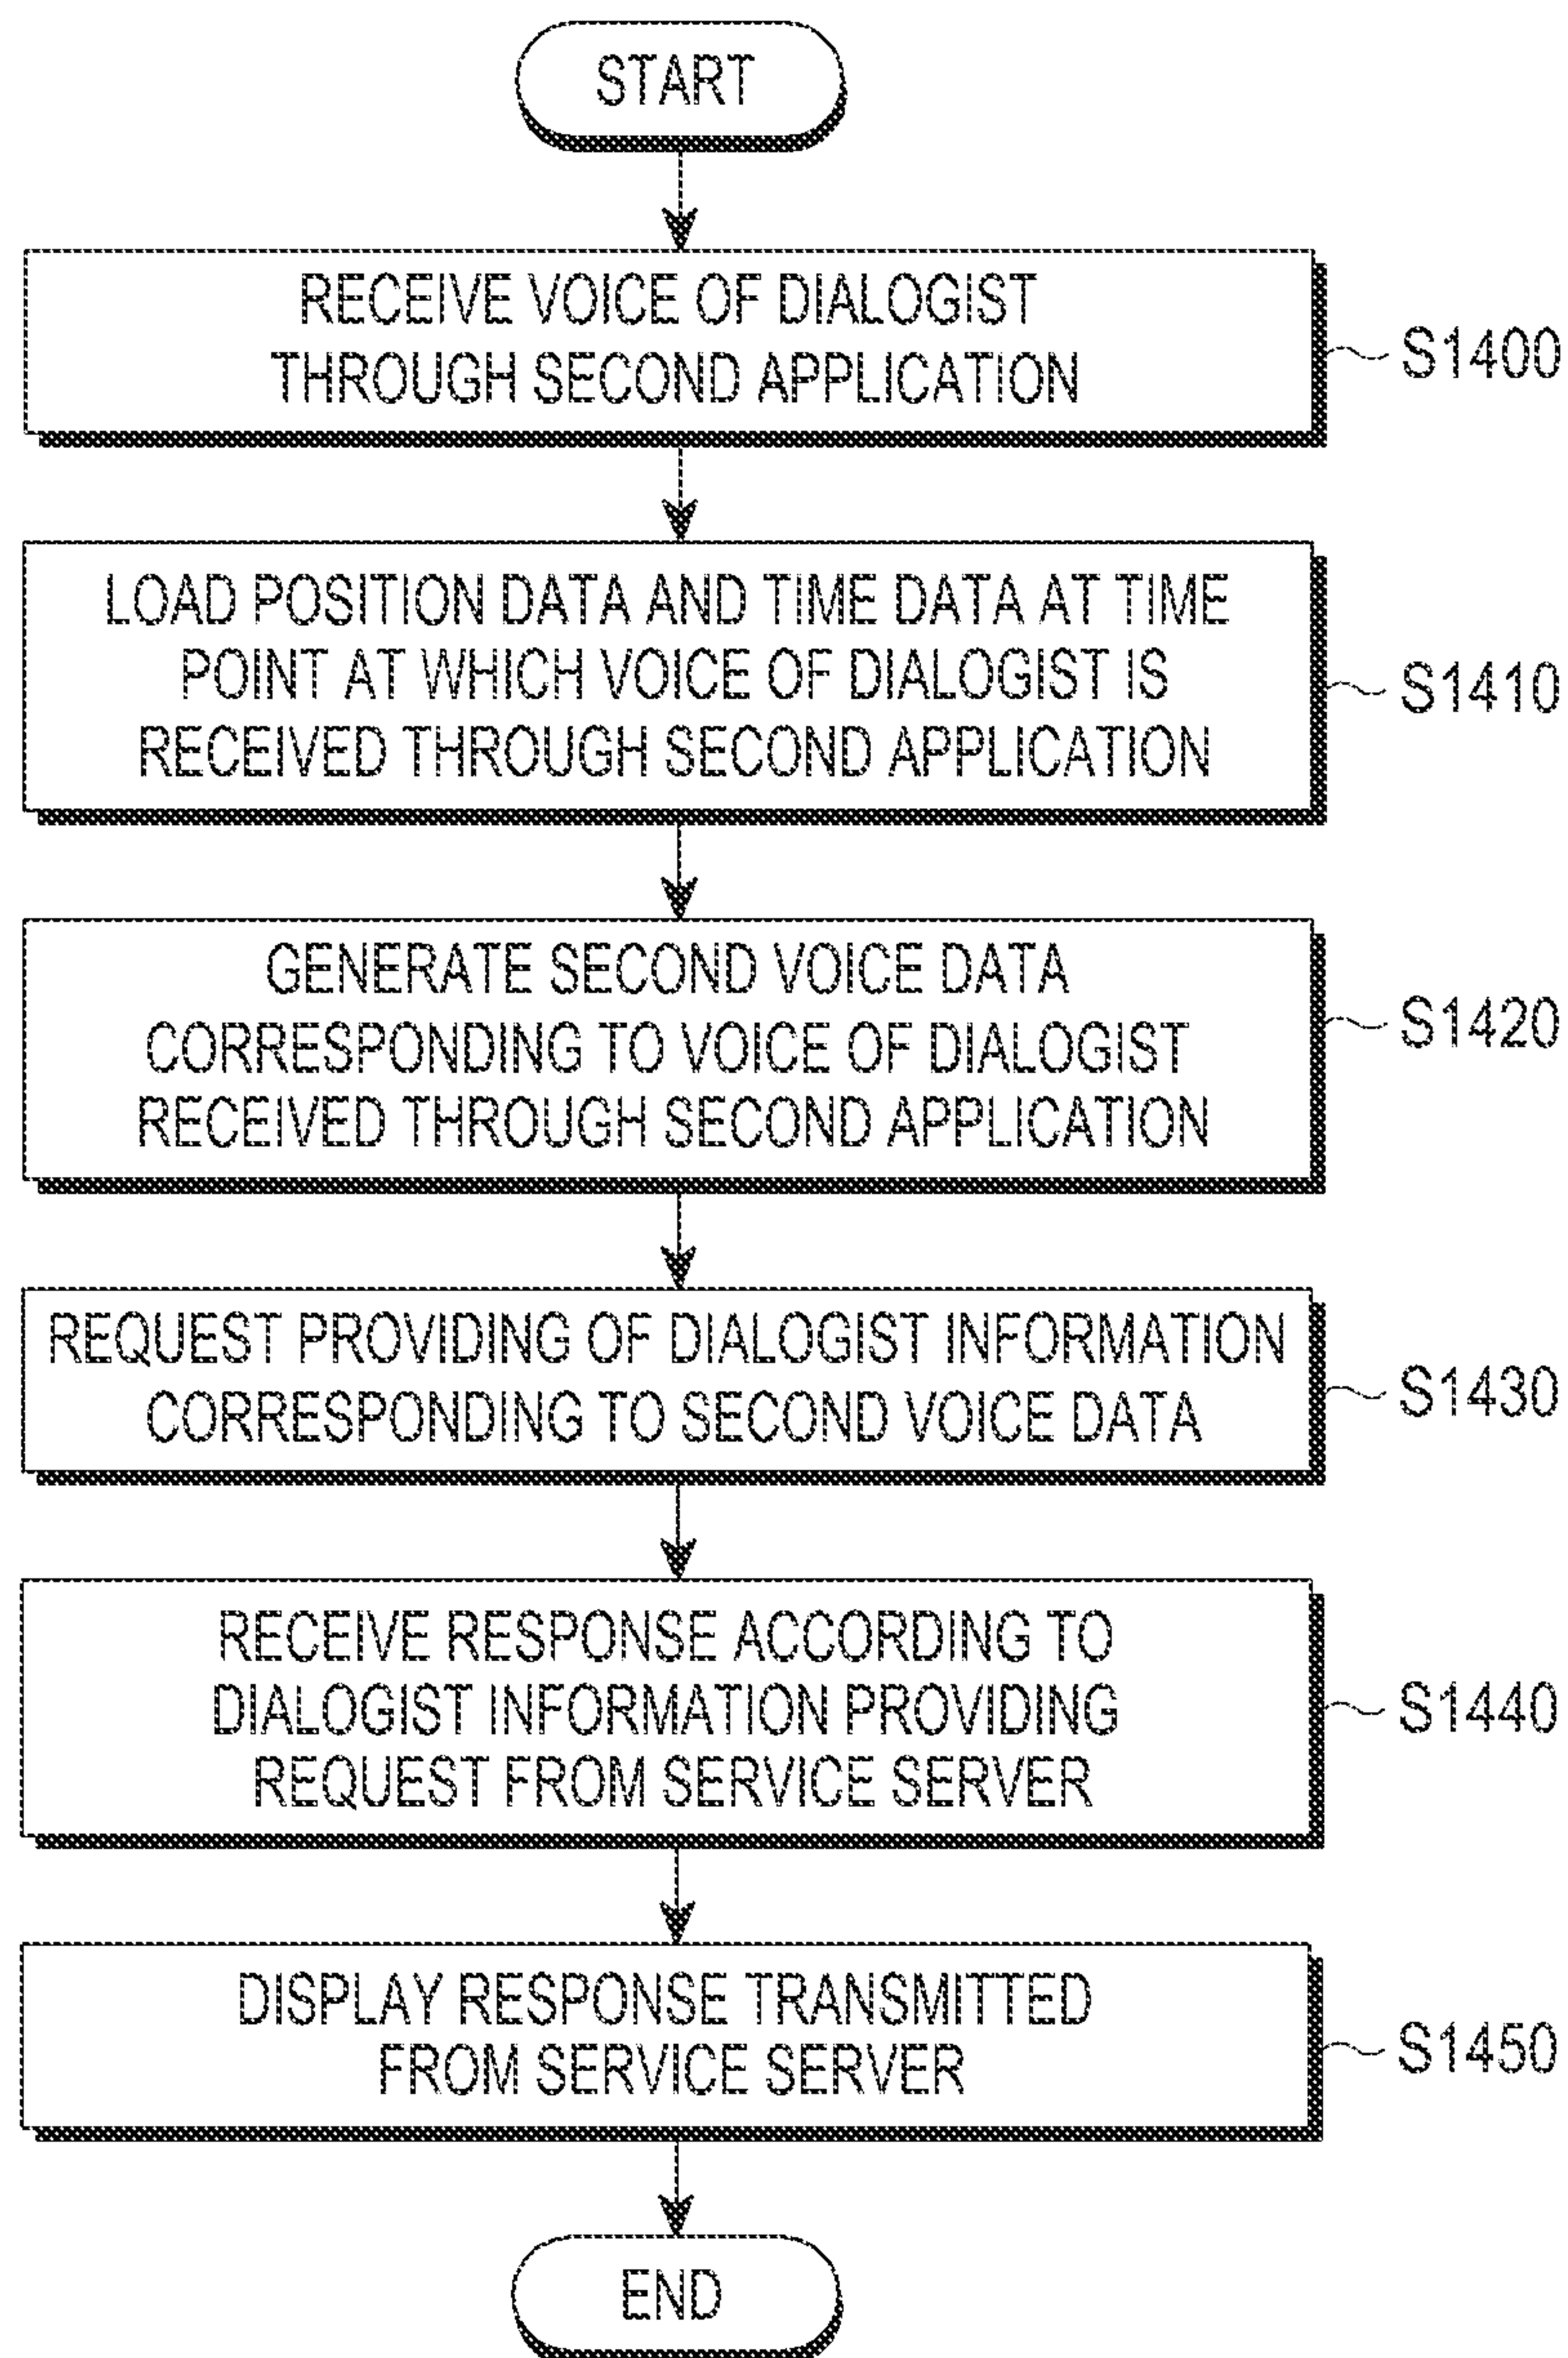 START
RECEIVE VOICE OF DIALOGIST
THROUGH SECOND APPLICATION
S1400
LOAD POSITION DATA AND TIME DATA AT TIME
POINT AT WHICH VOICE OF DIALOGIST IS
RECEIVED THROUGH SECOND APPLICATION
S1410
GENERATE SECOND VOICE DATA
CORRESPONDING TO VOICE OF DIALOGIST
RECEIVED THROUGH SECOND APPLICATION
S1420
REQUEST PROVIDING OF DIALOGIST INFORMATION
CORRESPONDING TO SECOND VOICE DATA
S1430
RECEIVE RESPONSE ACCORDING TO
DIALOGIST INFORMATION PROVIDING
REQUEST FROM SERVICE SERVER
S1440
DISPLAY RESPONSE TRANSMITTED
FROM SERVICE SERVER
S1450
END